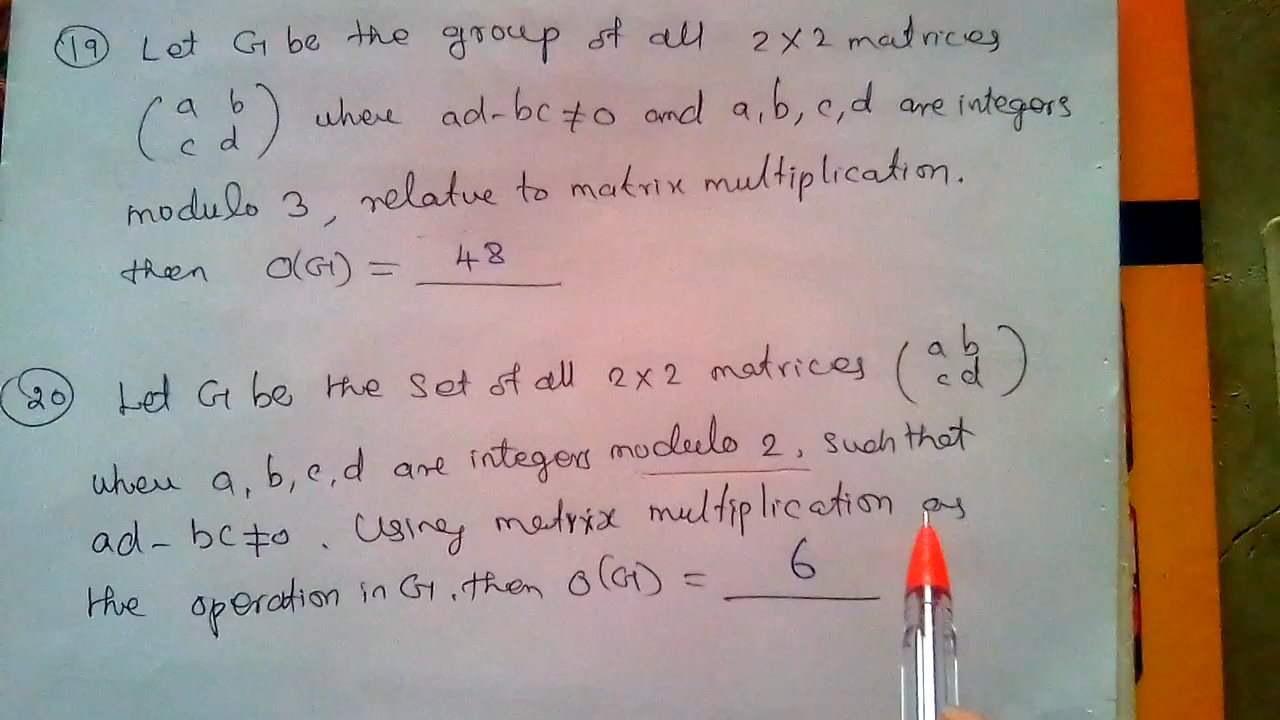 19 Let G be the group of all 2×2 matrices
(a b
c d) where ad-bc≠0 and a,b,c,d are integers
modulo 3, relatve to matrix multiplication.
then O(G) = 48
20 Let G be the set of all 2×2 matrices (a b
c d)
when a, b, c, d are integers modulo 2, such that
ad-bc≠0. Using matrix multiplication as
the operation in G, then O(G) = 6